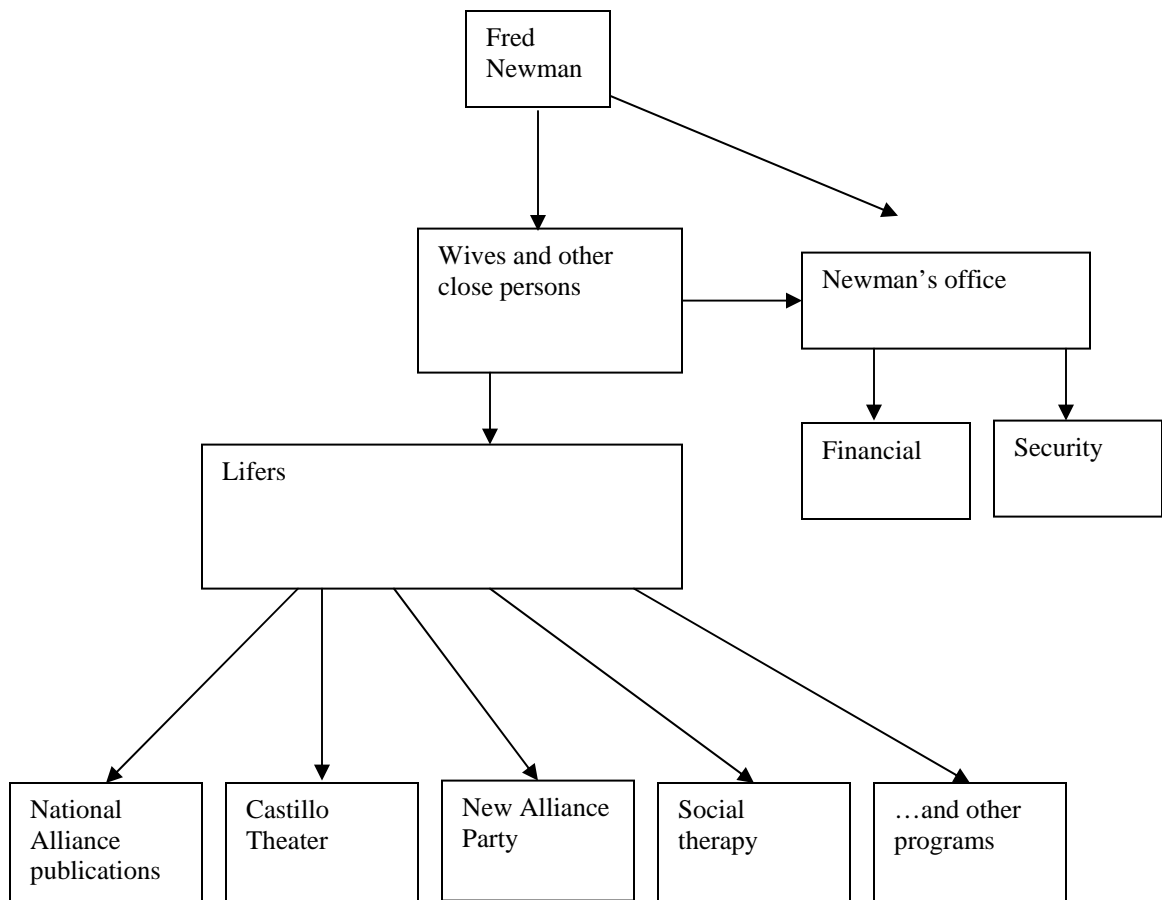 Fred
Newman
Wives and other
close persons
Newman’s office
Financial
Security
Lifers
National
Alliance
publications
Castillo
Theater
New Alliance
Party
Social
therapy
…and other
programs